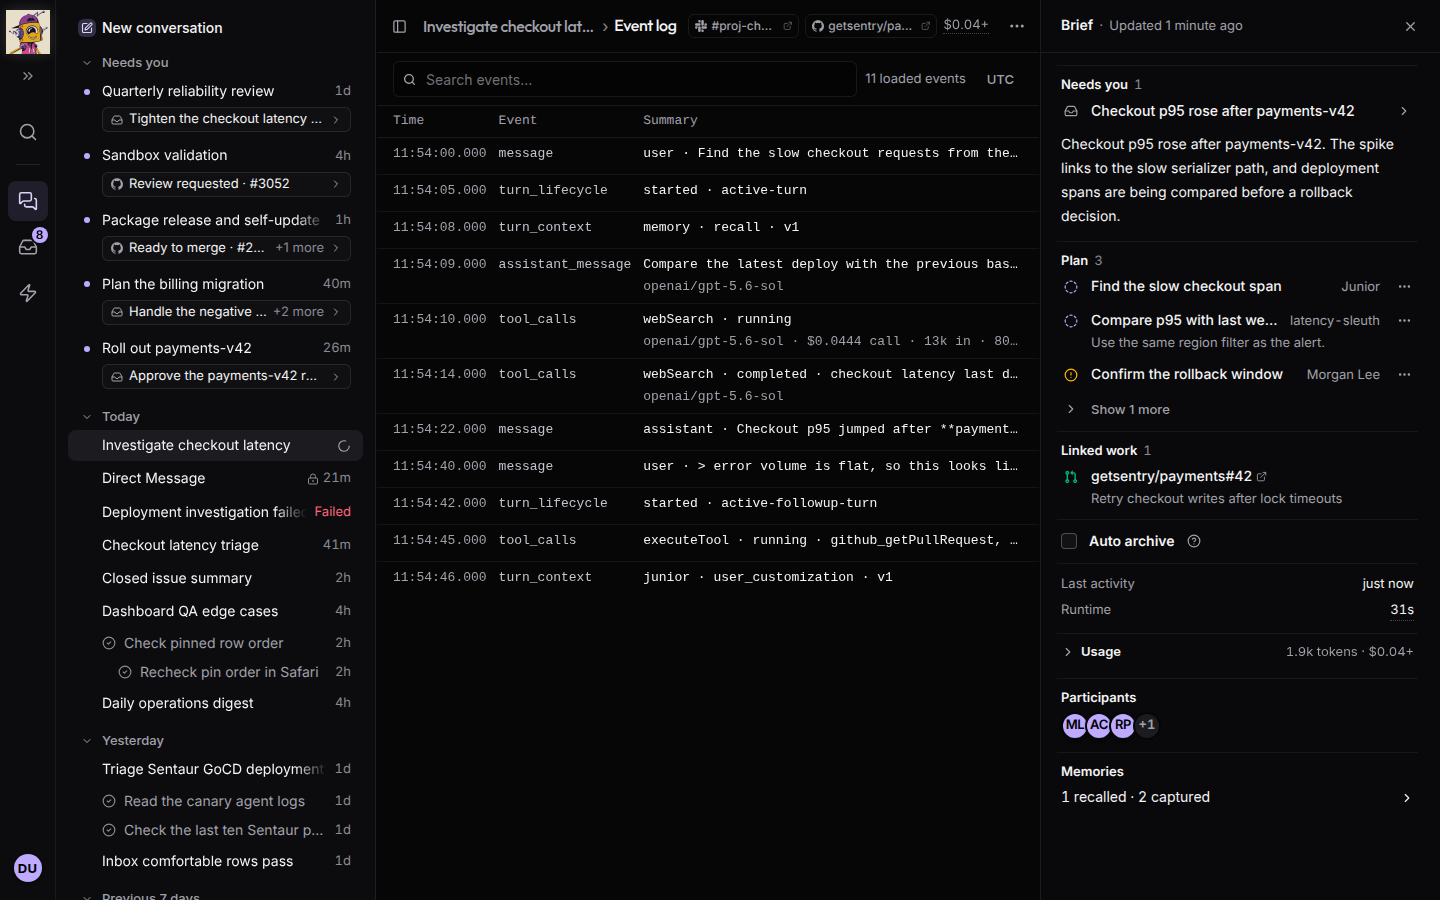 New conversation
Needs you
Quarterly reliability review 1d
Tighten the checkout latency ...
Sandbox validation 4h
Review requested · #3052
Package release and self-update 1h
Ready to merge · #2... +1 more
Plan the billing migration 40m
Handle the negative ... +2 more
Roll out payments-v42 26m
Approve the payments-v42 r...
Today
Investigate checkout latency
Direct Message 21m
Deployment investigation failed Failed
Checkout latency triage 41m
Closed issue summary 2h
Dashboard QA edge cases 4h
Check pinned row order 2h
Recheck pin order in Safari 2h
Daily operations digest 4h
Yesterday
Triage Sentaur GoCD deployment 1d
Read the canary agent logs 1d
Check the last ten Sentaur p... 1d
Inbox comfortable rows pass 1d
Previous 7 days
8
DU
Investigate checkout lat... › Event log #proj-ch... getsentry/pa... $0.04+
Search events... 11 loaded events UTC
Time Event Summary
11:54:00.000 message user · Find the slow checkout requests from the…
11:54:05.000 turn_lifecycle started · active-turn
11:54:08.000 turn_context memory · recall · v1
11:54:09.000 assistant_message Compare the latest deploy with the previous bas…
openai/gpt-5.6-sol
11:54:10.000 tool_calls webSearch · running
openai/gpt-5.6-sol · $0.0444 call · 13k in · 80…
11:54:14.000 tool_calls webSearch · completed · checkout latency last d…
openai/gpt-5.6-sol
11:54:22.000 message assistant · Checkout p95 jumped after **payment…
11:54:40.000 message user · > error volume is flat, so this looks li…
11:54:42.000 turn_lifecycle started · active-followup-turn
11:54:45.000 tool_calls executeTool · running · github_getPullRequest, …
11:54:46.000 turn_context junior · user_customization · v1
Brief · Updated 1 minute ago
Needs you 1
Checkout p95 rose after payments-v42
Checkout p95 rose after payments-v42. The spike
links to the slow serializer path, and deployment
spans are being compared before a rollback
decision.
Plan 3
Find the slow checkout span Junior
Compare p95 with last we... latency-sleuth
Use the same region filter as the alert.
Confirm the rollback window Morgan Lee
Show 1 more
Linked work 1
getsentry/payments#42
Retry checkout writes after lock timeouts
Auto archive
Last activity just now
Runtime 31s
Usage 1.9k tokens · $0.04+
Participants
ML AC RP +1
Memories
1 recalled · 2 captured